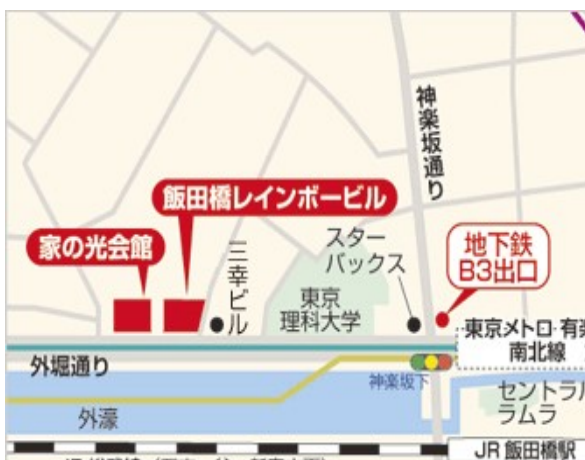 神楽坂通り
飯田橋レインボービル
家の光会館
三幸ビル
スター
バックス
地下鉄
B3出口
東京
理科大学
東京メトロ・有楽
南北線
外堀通り
神楽坂下
セントラル
ラムラ
外濠
JR 飯田橋駅